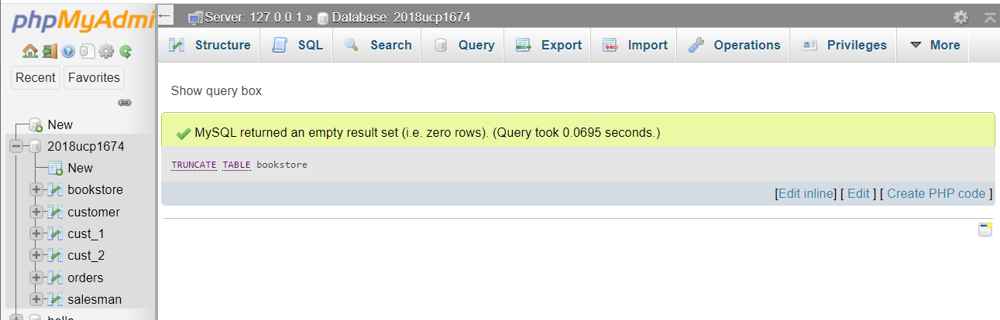 phpMyAdmi
Server: 127.0.0.1 » Database: 2018ucp1674
Structure SQL Search Query Export Import Operations Privileges More
Recent Favorites
Show query box
New
2018ucp1674
New
bookstore
customer
cust_1
cust_2
orders
salesman
MySQL returned an empty result set (i.e. zero rows). (Query took 0.0695 seconds.)
TRUNCATE TABLE bookstore
[Edit inline] [ Edit ] [ Create PHP code ]